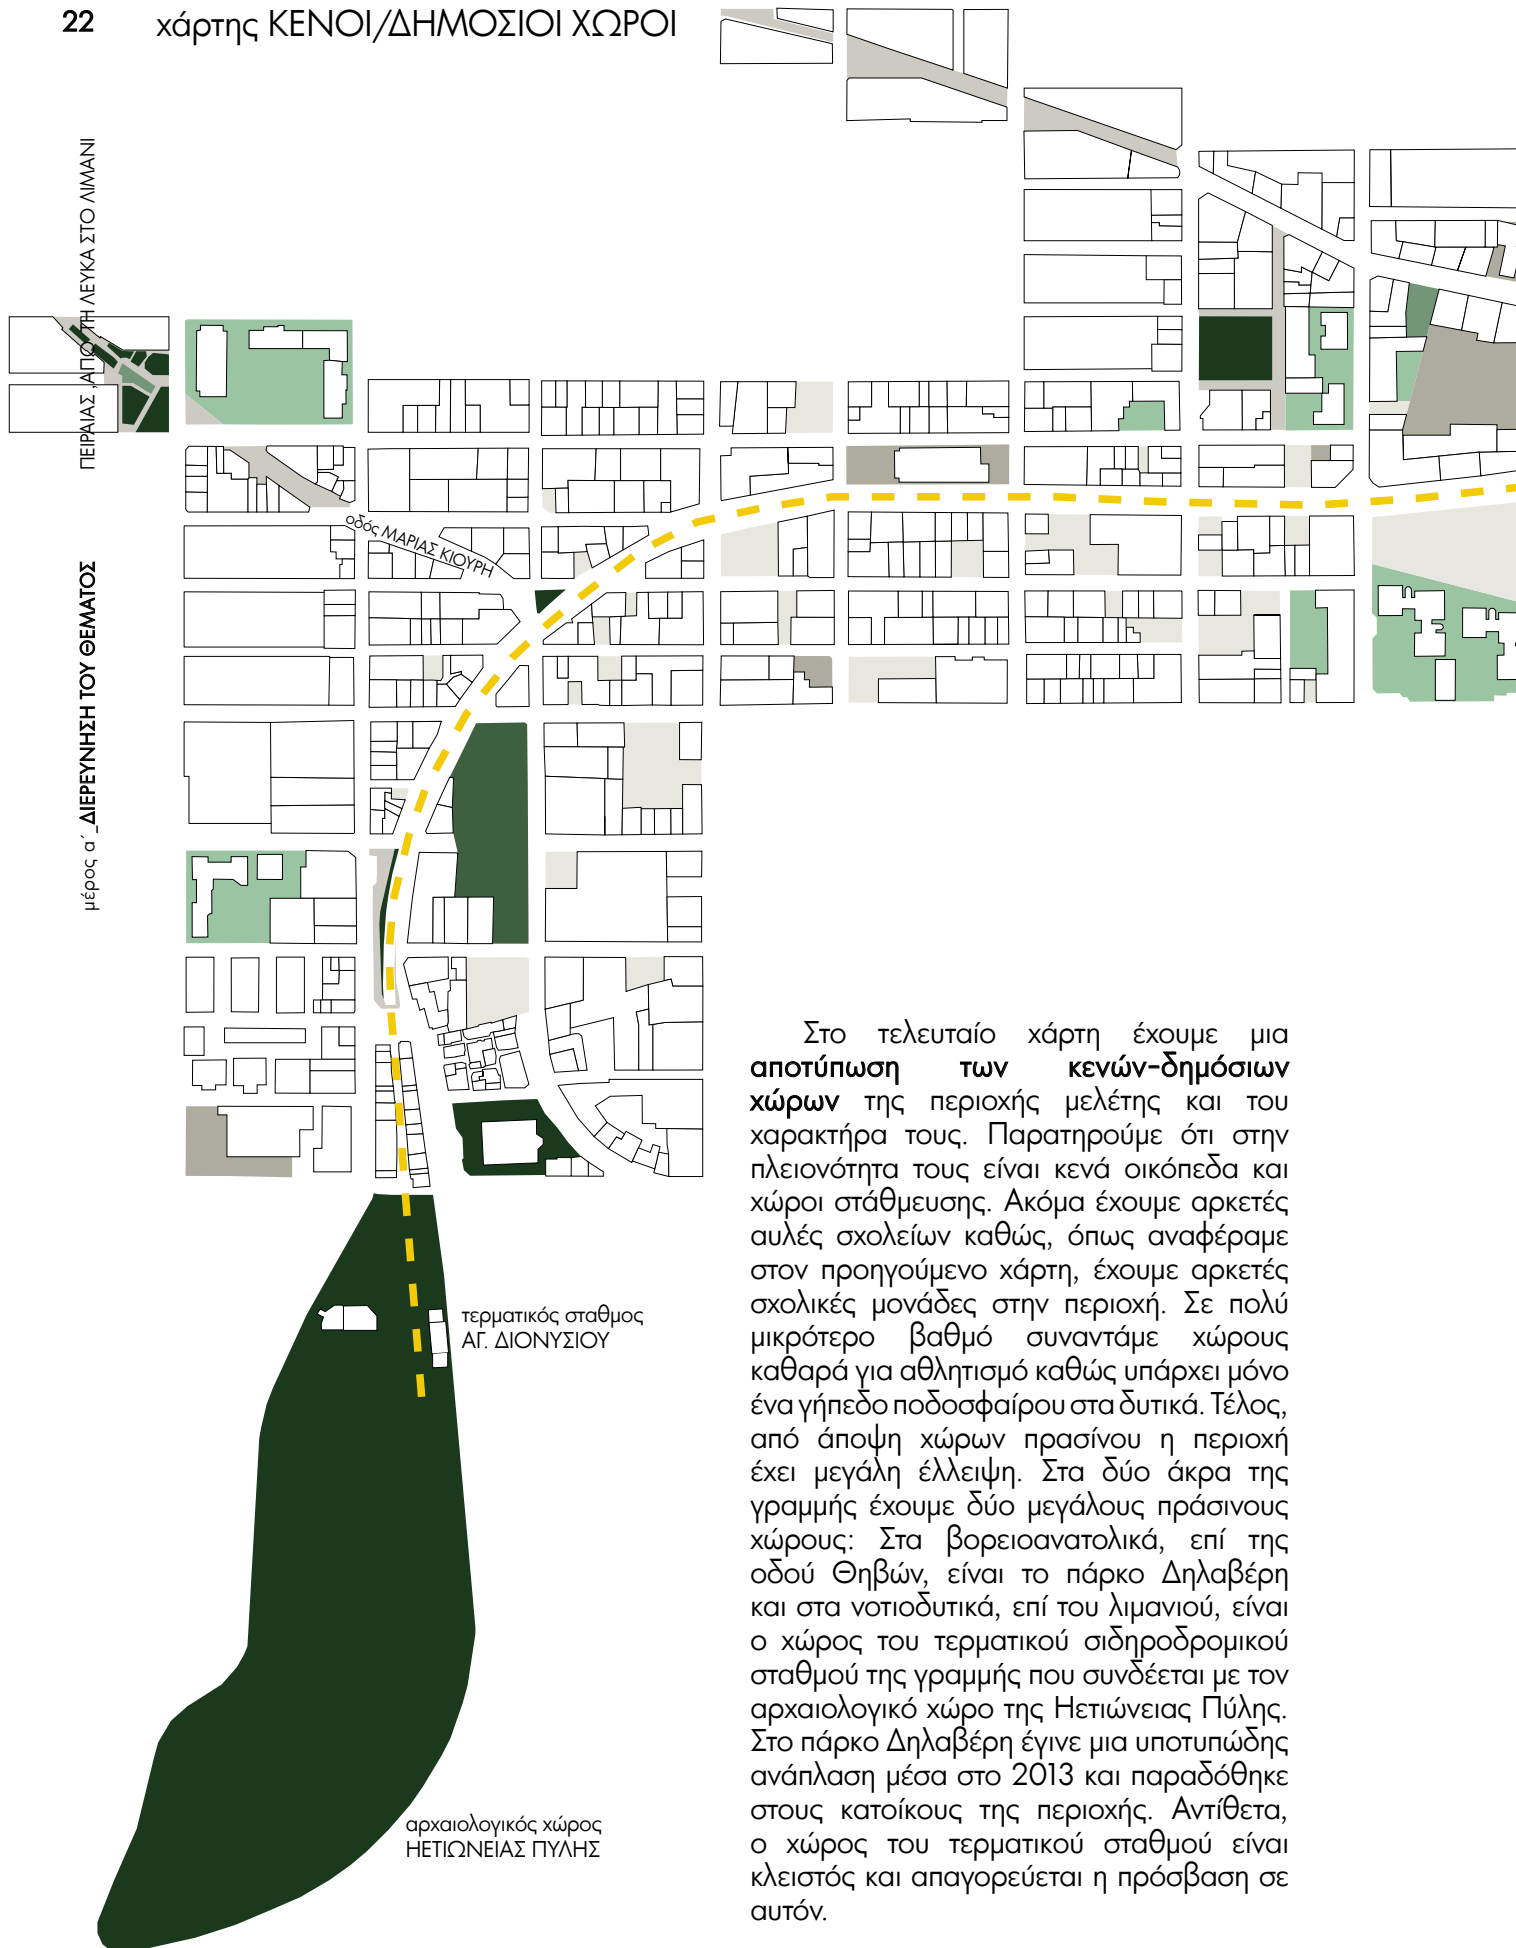 22 χάρτης ΚΕΝΟΙ/ΔΗΜΟΣΙΟΙ ΧΩΡΟΙ
ΠΕΙΡΑΙΑΣ ,ΑΠΟ ΤΗ ΛΕΥΚΑ ΣΤΟ ΛΙΜΑΝΙ
μέρος α΄_ΔΙΕΡΕΥΝΗΣΗ ΤΟΥ ΘΕΜΑΤΟΣ
οδός ΜΑΡΙΑΣ ΚΙΟΥΡΗ
τερματικός σταθμος
ΑΓ. ΔΙΟΝΥΣΙΟΥ
αρχαιολογικός χώρος
ΗΕΤΙΩΝΕΙΑΣ ΠΥΛΗΣ
Στο τελευταίο χάρτη έχουμε μια
αποτύπωση των κενών-δημόσιων
χώρων της περιοχής μελέτης και του
χαρακτήρα τους. Παρατηρούμε ότι στην
πλειονότητα τους είναι κενά οικόπεδα και
χώροι στάθμευσης. Ακόμα έχουμε αρκετές
αυλές σχολείων καθώς, όπως αναφέραμε
στον προηγούμενο χάρτη, έχουμε αρκετές
σχολικές μονάδες στην περιοχή. Σε πολύ
μικρότερο βαθμό συναντάμε χώρους
καθαρά για αθλητισμό καθώς υπάρχει μόνο
ένα γήπεδο ποδοσφαίρου στα δυτικά. Τέλος,
από άποψη χώρων πρασίνου η περιοχή
έχει μεγάλη έλλειψη. Στα δύο άκρα της
γραμμής έχουμε δύο μεγάλους πράσινους
χώρους: Στα βορειοανατολικά, επί της
οδού Θηβών, είναι το πάρκο Δηλαβέρη
και στα νοτιοδυτικά, επί του λιμανιού, είναι
ο χώρος του τερματικού σιδηροδρομικού
σταθμού της γραμμής που συνδέεται με τον
αρχαιολογικό χώρο της Ηετιώνειας Πύλης.
Στο πάρκο Δηλαβέρη έγινε μια υποτυπώδης
ανάπλαση μέσα στο 2013 και παραδόθηκε
στους κατοίκους της περιοχής. Αντίθετα,
ο χώρος του τερματικού σταθμού είναι
κλειστός και απαγορεύεται η πρόσβαση σε
αυτόν.